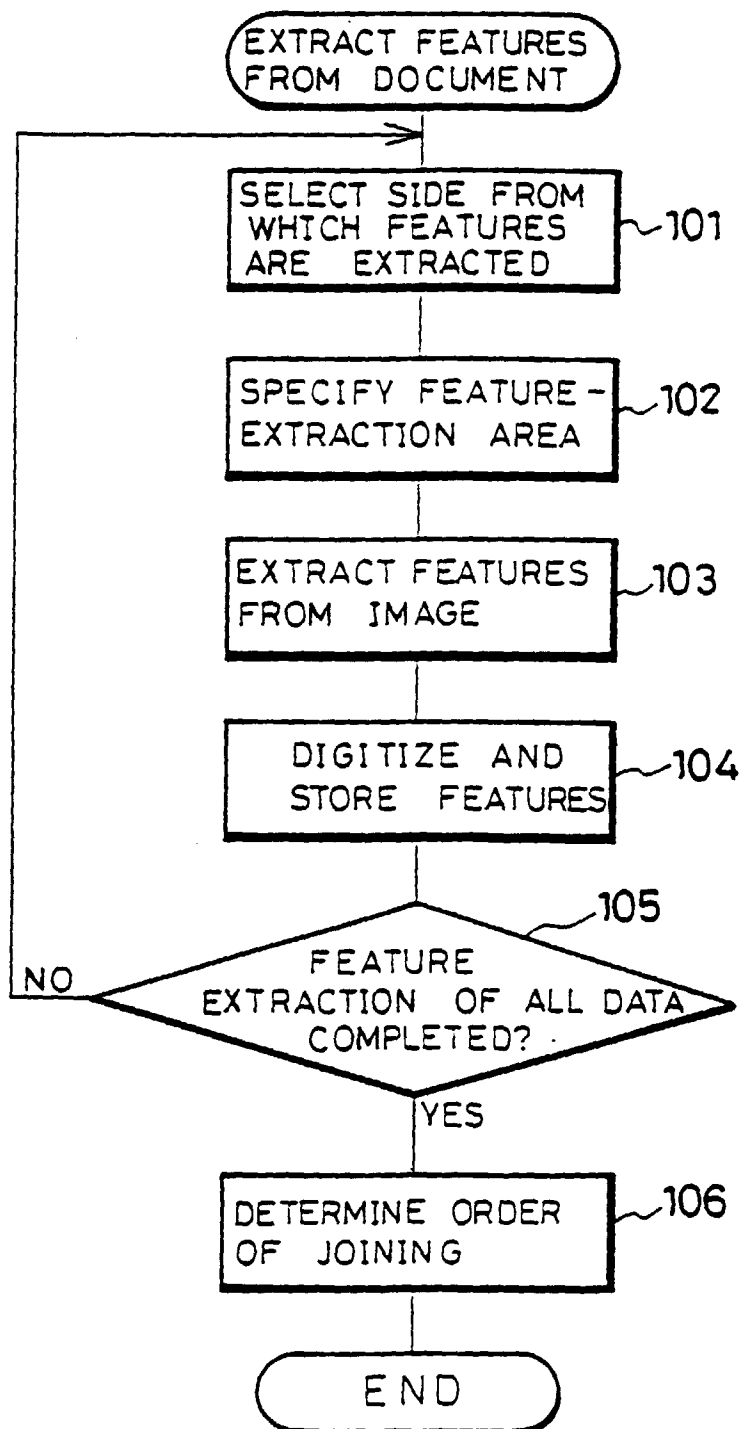 EXTRACT FEATURES
FROM DOCUMENT
SELECT SIDE FROM
WHICH FEATURES
ARE EXTRACTED
101
SPECIFY FEATURE-
EXTRACTION AREA
102
EXTRACT FEATURES
FROM IMAGE
103
DIGITIZE AND
STORE FEATURES
104
105
FEATURE
EXTRACTION OF ALL DATA
COMPLETED?
NO
YES
DETERMINE ORDER
OF JOINING
106
END